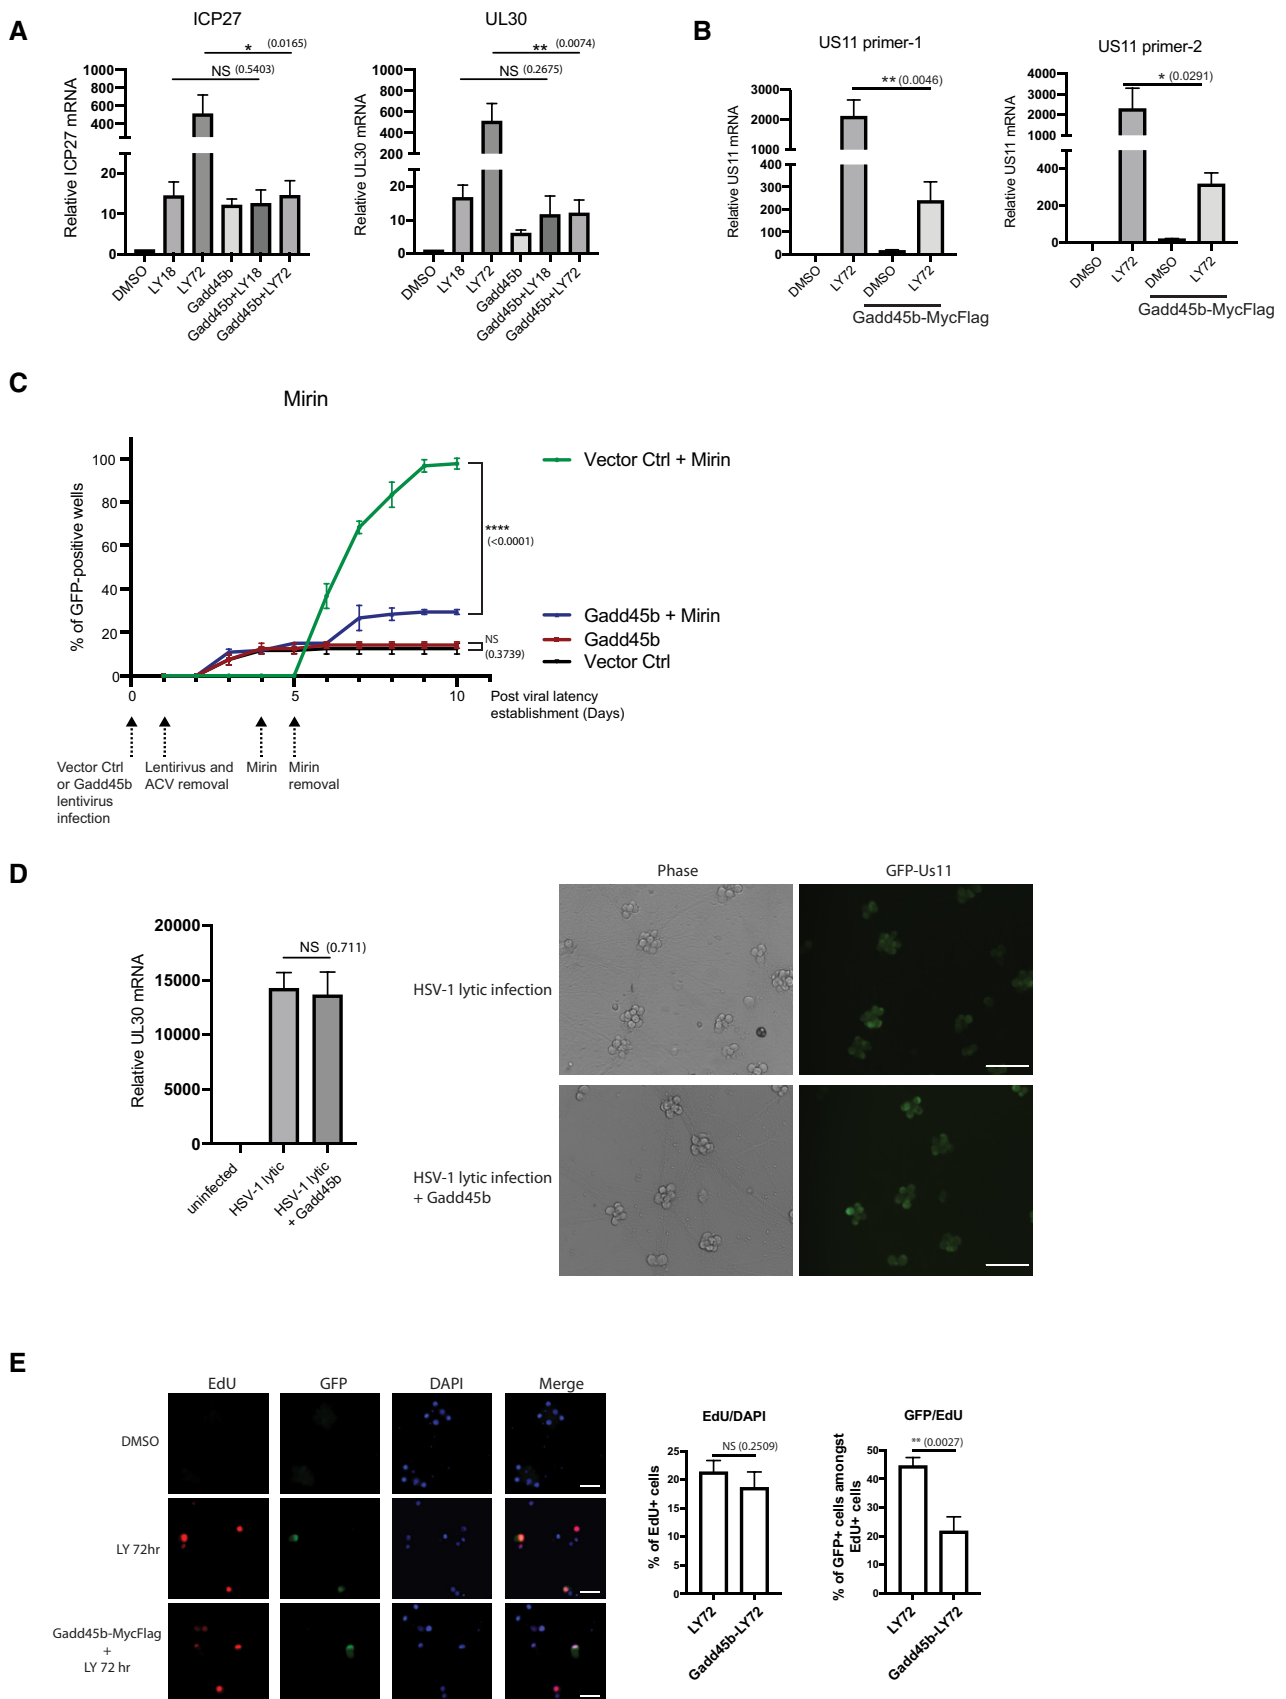 A
ICP27
* (0.0165)
NS (0.5403)
Relative ICP27 mRNA
1000
800
600
400
20
10
0
DMSO
LY18
LY72
Gadd45b
Gadd45b+LY18
Gadd45b+LY72
UL30
** (0.0074)
NS (0.2675)
Relative UL30 mRNA
1000
800
600
400
200
20
10
0
DMSO
LY18
LY72
Gadd45b
Gadd45b+LY18
Gadd45b+LY72
B
US11 primer-1
** (0.0046)
Relative US11 mRNA
3000
2000
1000
400
300
200
100
0
DMSO
LY72
DMSO
LY72
Gadd45b-MycFlag
US11 primer-2
* (0.0291)
Relative US11 mRNA
4000
3000
2000
1000
400
200
0
DMSO
LY72
DMSO
LY72
Gadd45b-MycFlag
C
Mirin
% of GFP-positive wells
100
80
60
40
20
0
0
5
10
Post viral latency
establishment (Days)
Vector Ctrl + Mirin
****
(<0.0001)
Gadd45b + Mirin
Gadd45b
Vector Ctrl
NS
(0.3739)
Vector Ctrl
or Gadd45b
lentivirus
infection
Lentirivus and
ACV removal
Mirin
Mirin
removal
D
Relative UL30 mRNA
20000
15000
10000
5000
0
NS (0.711)
uninfected
HSV-1 lytic
HSV-1 lytic
+ Gadd45b
Phase
GFP-Us11
HSV-1 lytic infection
HSV-1 lytic infection
+ Gadd45b
E
EdU
GFP
DAPI
Merge
DMSO
LY 72hr
Gadd45b-MycFlag
+
LY 72 hr
EdU/DAPI
NS (0.2509)
% of EdU+ cells
25
20
15
10
5
0
LY72
Gadd45b-LY72
GFP/EdU
** (0.0027)
% of GFP+ cells amongst
EdU+ cells
50
40
30
20
10
0
LY72
Gadd45b-LY72